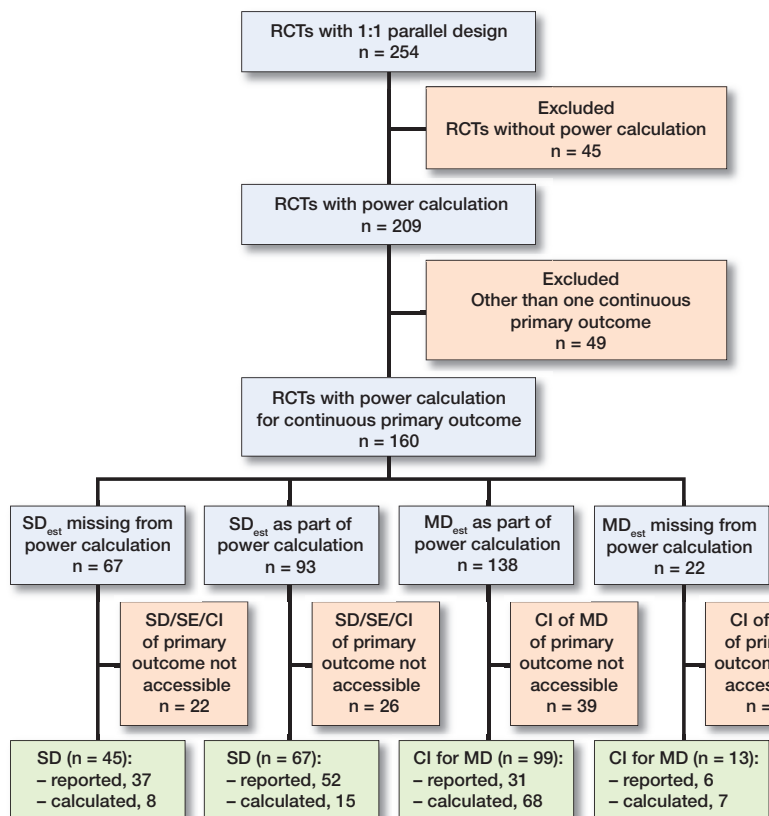 RCTs with 1:1 parallel design
n = 254
Excluded
RCTs without power calculation
n = 45
RCTs with power calculation
n = 209
Excluded
Other than one continuous
primary outcome
n = 49
RCTs with power calculation
for continuous primary outcome
n = 160
SDest missing from
power calculation
n = 67
SDest as part of
power calculation
n = 93
MDest as part of
power calculation
n = 138
MDest missing from
power calculation
n = 22
SD/SE/CI
of primary
outcome not
accessible
n = 22
SD/SE/CI
of primary
outcome not
accessible
n = 26
CI of MD
of primary
outcome not
accessible
n = 39
CI of
of
n =
SD (n = 45):
– reported, 37
– calculated, 8
SD (n = 67):
– reported, 52
– calculated, 15
CI for MD (n = 99):
– reported, 31
– calculated, 68
CI for MD (n = 13):
– reported, 6
– calculated, 7